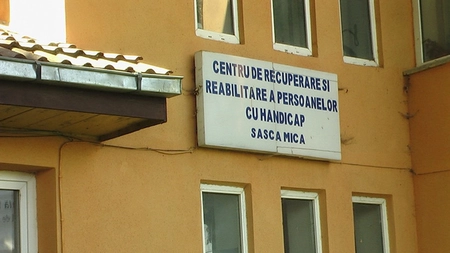 CENTRU DE RECUPERARE SI
REABILITARE A PERSOANELOR
CU HANDICAP
SASCA MICA